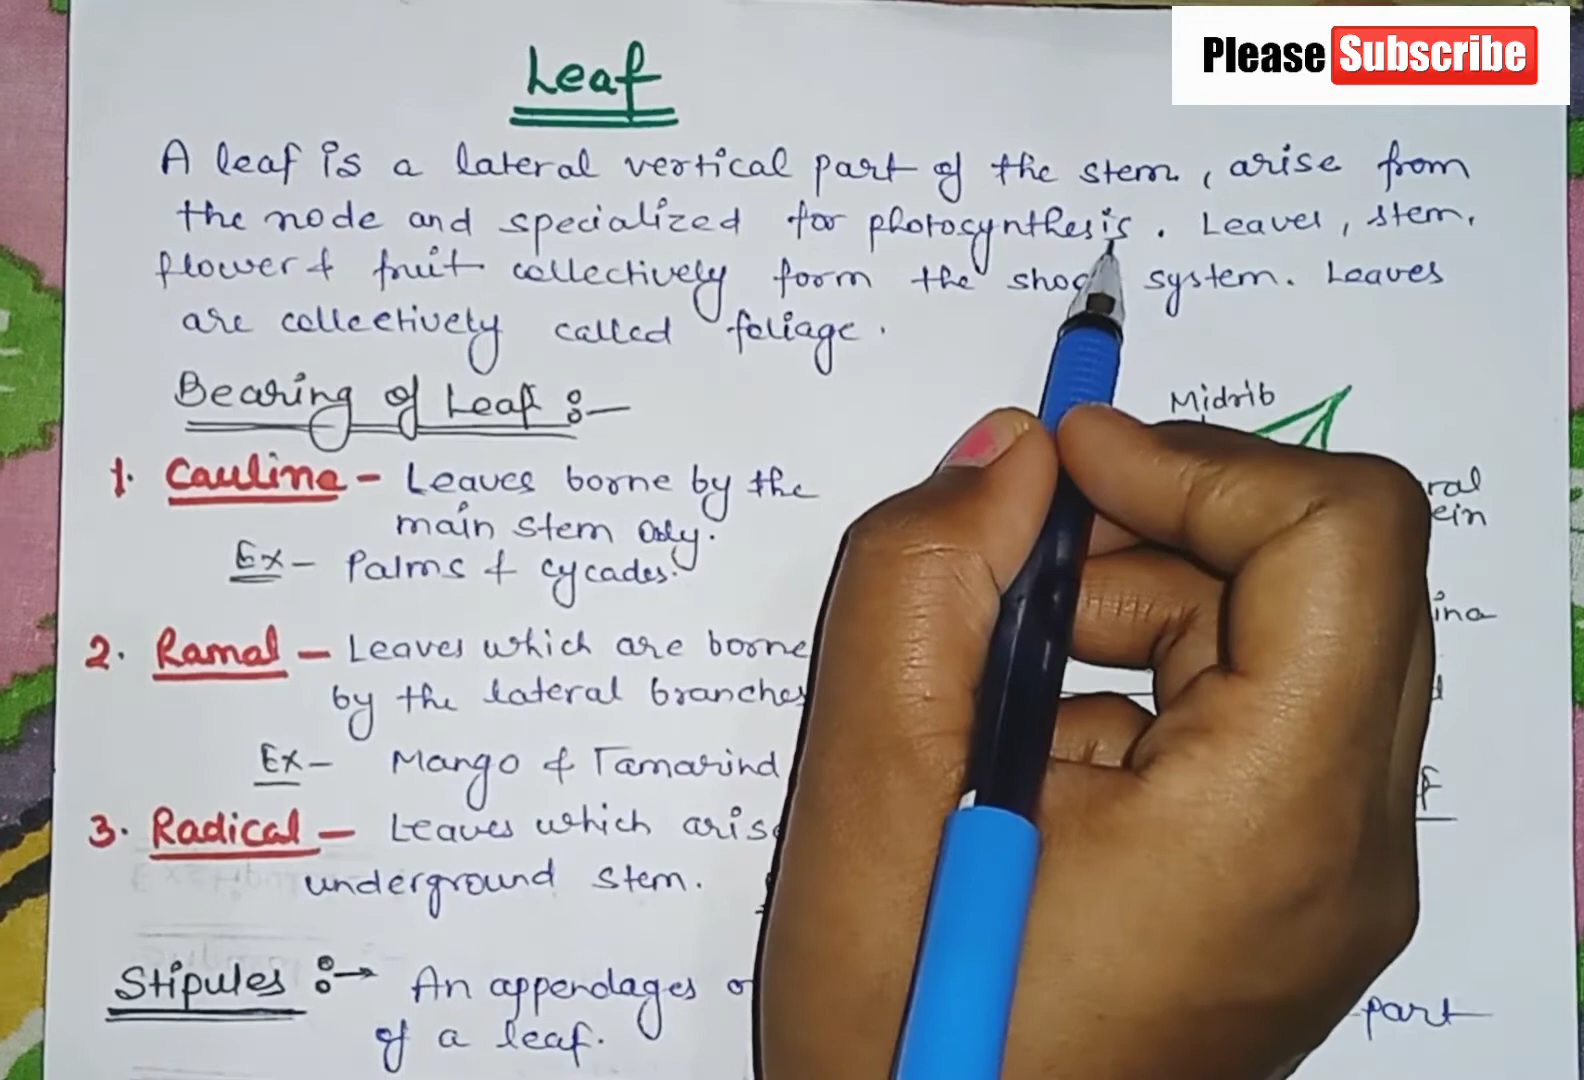 Please Subscribe
Leaf
A leaf is a lateral vertical part of the stem, arise from
the node and specialized for photosynthesis. Leaves, stem,
flower & fruit collectively form the system. Leaves
are collectively called foliage.
Bearing of Leaf :-
Midrib
1. Caulina - Leaves borne by the
main stem only.
Ex - Palms & cycades.
2. Ramal - Leaves which are borne
by the lateral branches
Ex - Mango & Tamarind
3. Radical - Leaves which
underground stem.
Stipules :→ An appendages
part
of a leaf.